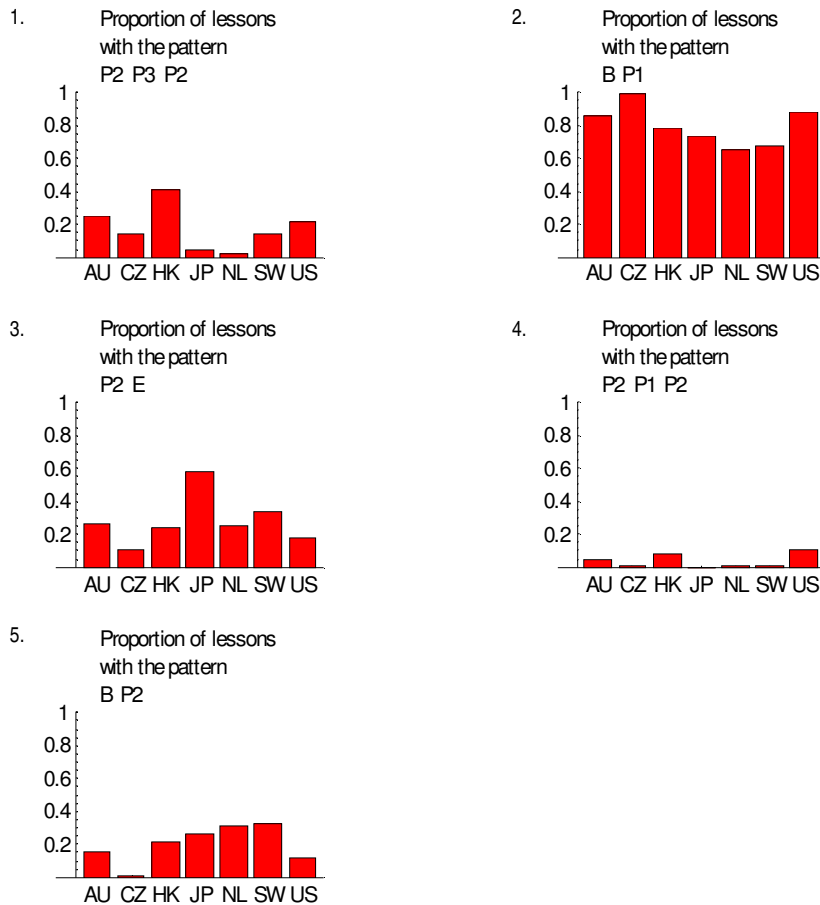 1.
Proportion of lessons
with the pattern
P2 P3 P2
1
0.8
0.6
0.4
0.2
AU CZ HK JP NL SW US
2.
Proportion of lessons
with the pattern
B P1
1
0.8
0.6
0.4
0.2
AU CZ HK JP NL SW US
3.
Proportion of lessons
with the pattern
P2 E
1
0.8
0.6
0.4
0.2
AU CZ HK JP NL SW US
4.
Proportion of lessons
with the pattern
P2 P1 P2
1
0.8
0.6
0.4
0.2
AU CZ HK JP NL SW US
5.
Proportion of lessons
with the pattern
B P2
1
0.8
0.6
0.4
0.2
AU CZ HK JP NL SW US